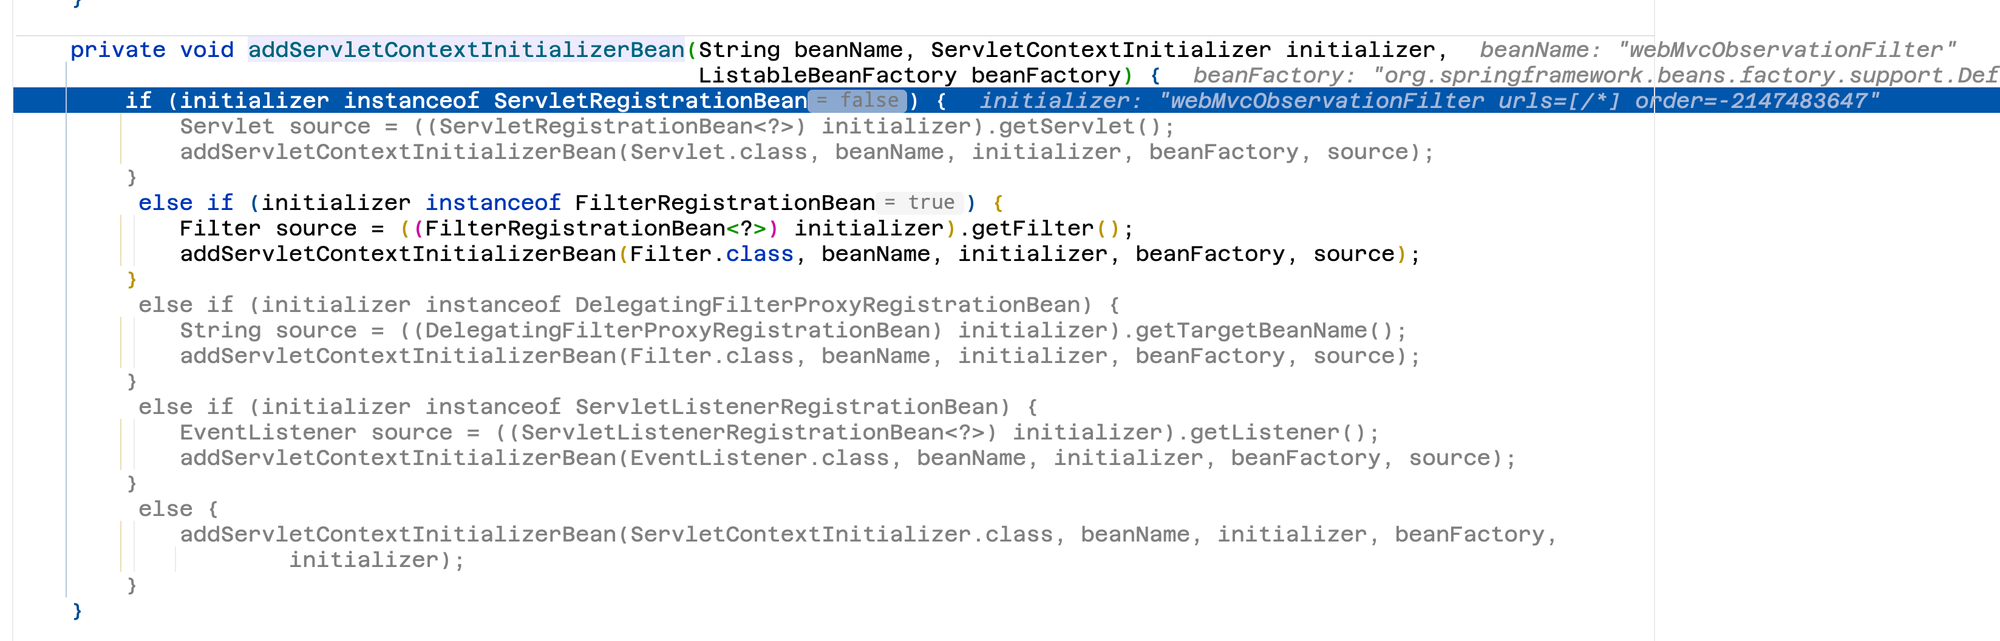 }
private void addServletContextInitializerBean(String beanName, ServletContextInitializer initializer, beanName: "webMvcObservationFilter"
ListableBeanFactory beanFactory) { beanFactory: "org.springframework.beans.factory.support.Def
if (initializer instanceof ServletRegistrationBean = false ) { initializer: "webMvcObservationFilter urls=[/*] order=-2147483647"
Servlet source = ((ServletRegistrationBean<?>) initializer).getServlet();
addServletContextInitializerBean(Servlet.class, beanName, initializer, beanFactory, source);
}
else if (initializer instanceof FilterRegistrationBean = true ) {
Filter source = ((FilterRegistrationBean<?>) initializer).getFilter();
addServletContextInitializerBean(Filter.class, beanName, initializer, beanFactory, source);
}
else if (initializer instanceof DelegatingFilterProxyRegistrationBean) {
String source = ((DelegatingFilterProxyRegistrationBean) initializer).getTargetBeanName();
addServletContextInitializerBean(Filter.class, beanName, initializer, beanFactory, source);
}
else if (initializer instanceof ServletListenerRegistrationBean) {
EventListener source = ((ServletListenerRegistrationBean<?>) initializer).getListener();
addServletContextInitializerBean(EventListener.class, beanName, initializer, beanFactory, source);
}
else {
addServletContextInitializerBean(ServletContextInitializer.class, beanName, initializer, beanFactory,
initializer);
}
}